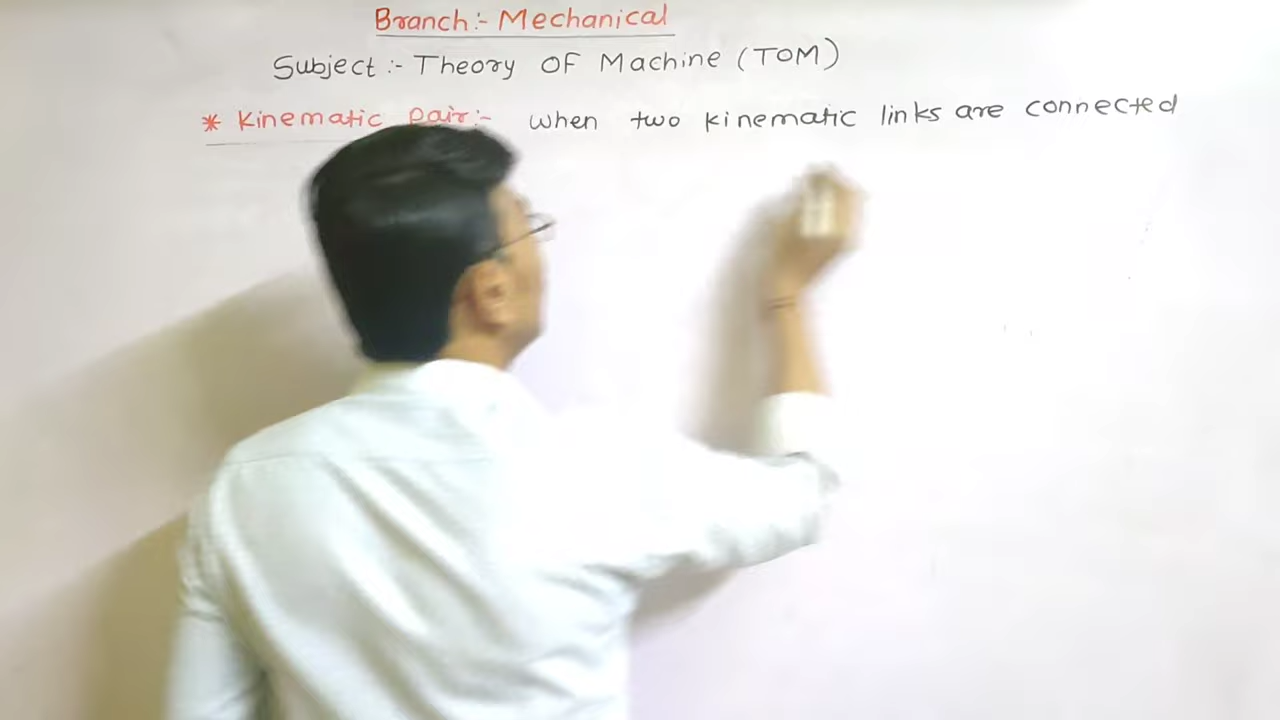 Branch:- Mechanical
Subject:- Theory OF Machine (TOM)
* Kinematic Pair:- when two kinematic links are connected